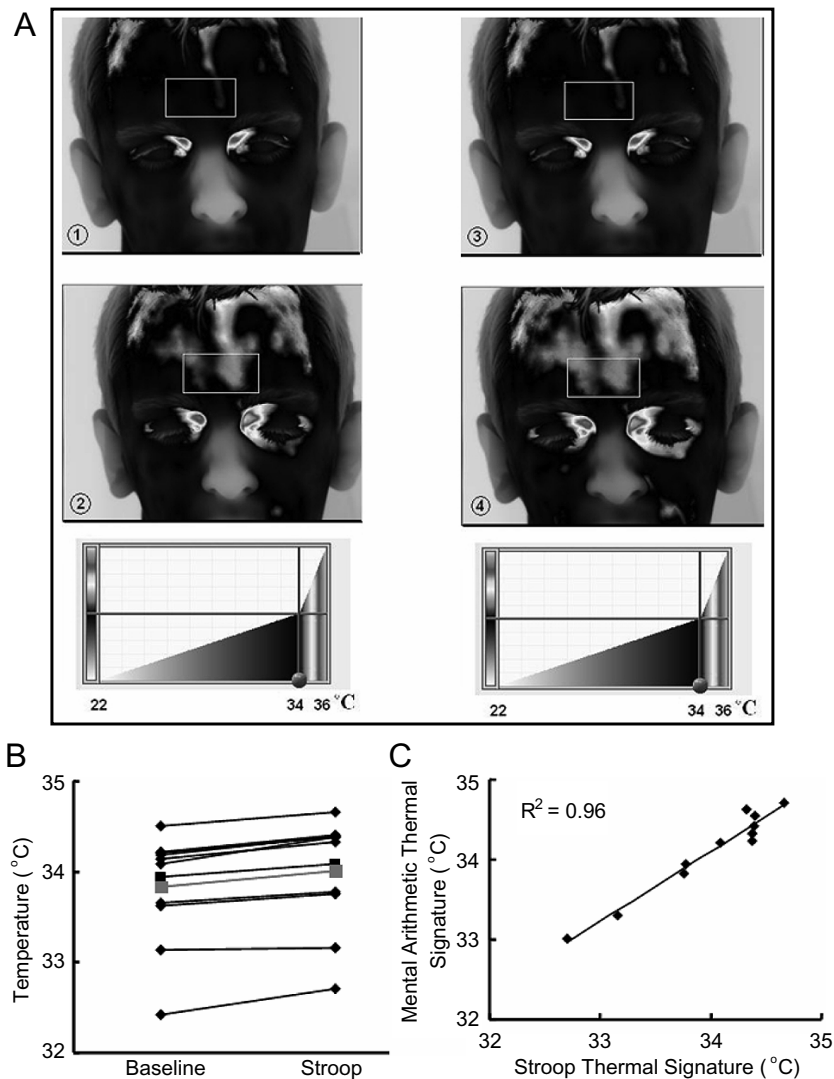 A
① ③
② ④
22 34 36 °C
22 34 36 °C
B
Temperature (°C)
35
34
33
32
Baseline Stroop
C
Mental Arithmetic Thermal
Signature (°C)
35
34
33
32
R² = 0.96
32 33 34 35
Stroop Thermal Signature (°C)